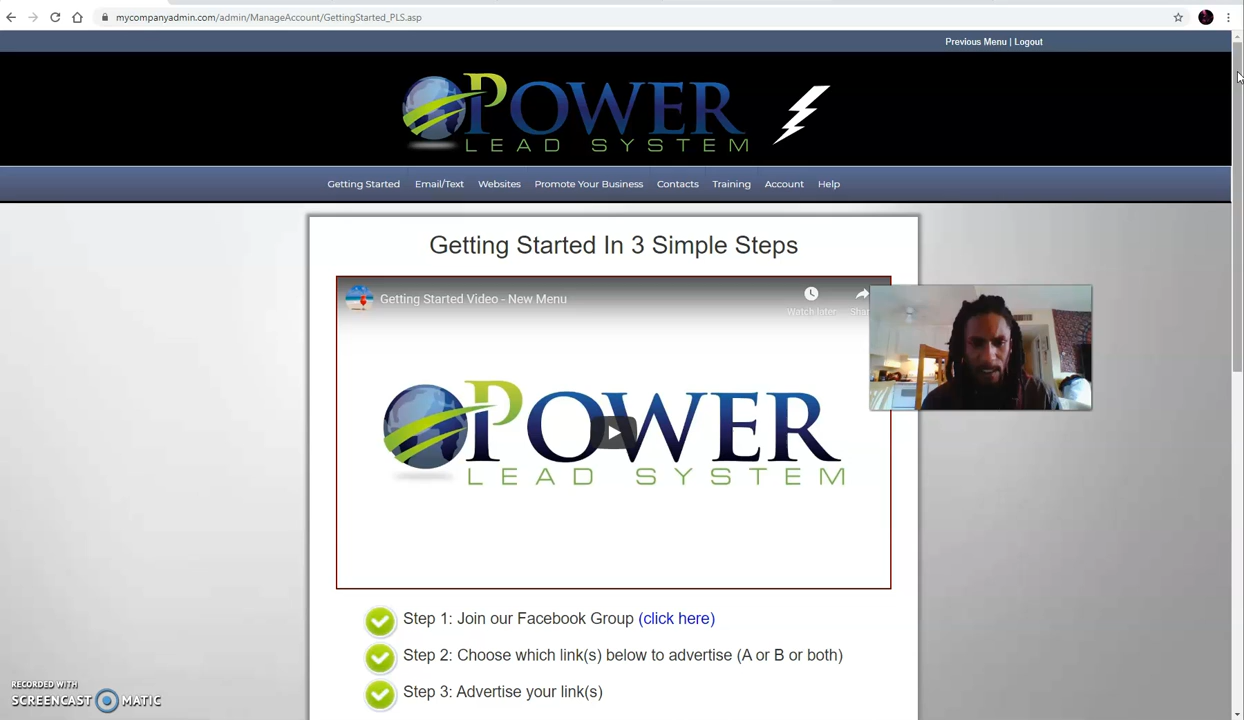 mycompanyadmin.com/admin/ManageAccount/GettingStarted_PLS.asp
Previous Menu | Logout
POWER
LEAD SYSTEM
Getting Started Email/Text Websites Promote Your Business Contacts Training Account Help
Getting Started In 3 Simple Steps
Getting Started Video - New Menu
Watch later
Shar
POWER
LEAD SYSTEM
Step 1: Join our Facebook Group (click here)
Step 2: Choose which link(s) below to advertise (A or B or both)
Step 3: Advertise your link(s)
RECORDED WITH
SCREENCAST MATIC